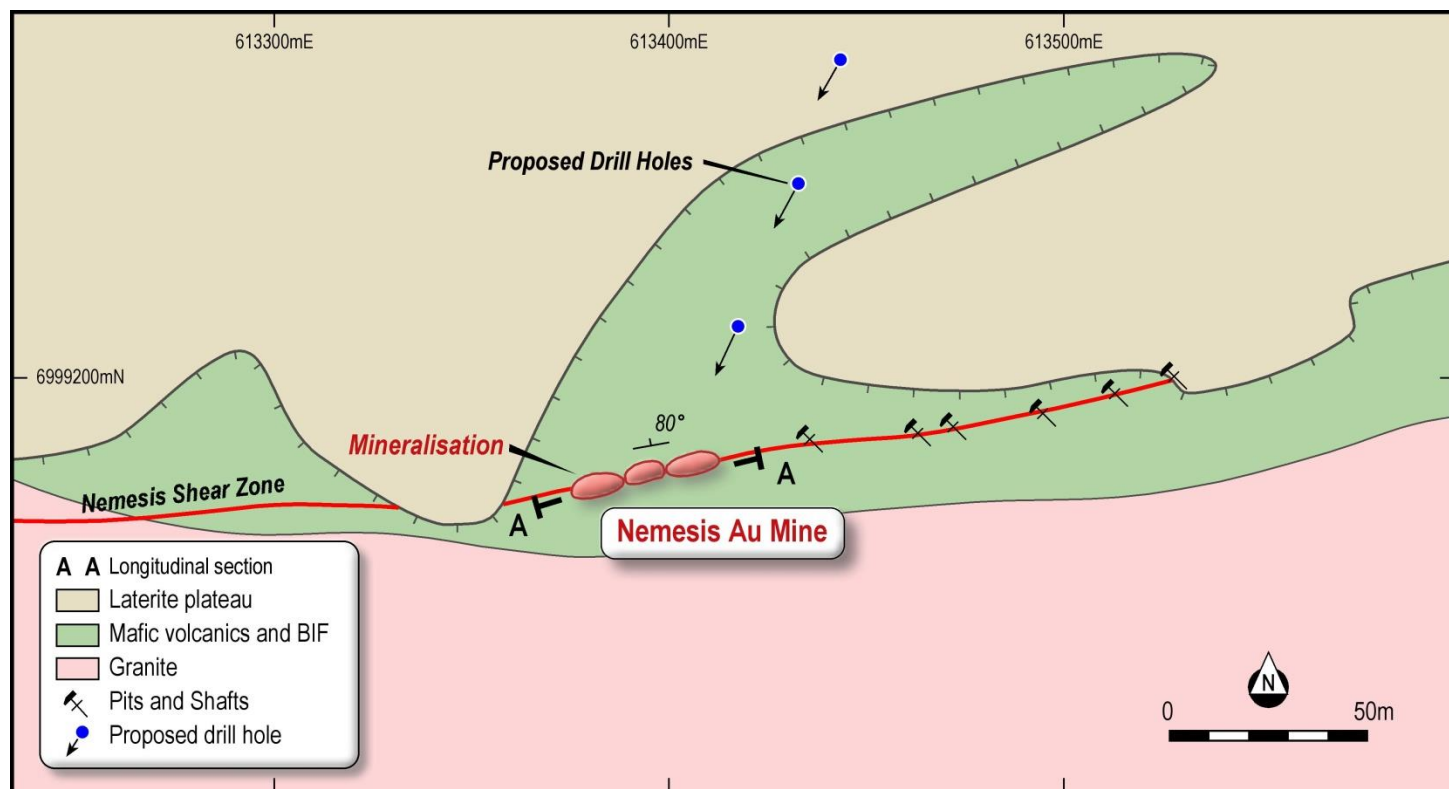 613300mE
613400mE
613500mE
Proposed Drill Holes
6999200mN
80°
Mineralisation
A
Nemesis Shear Zone
A
Nemesis Au Mine
A A Longitudinal section
Laterite plateau
Mafic volcanics and BIF
Granite
Pits and Shafts
Proposed drill hole
N
0
50m